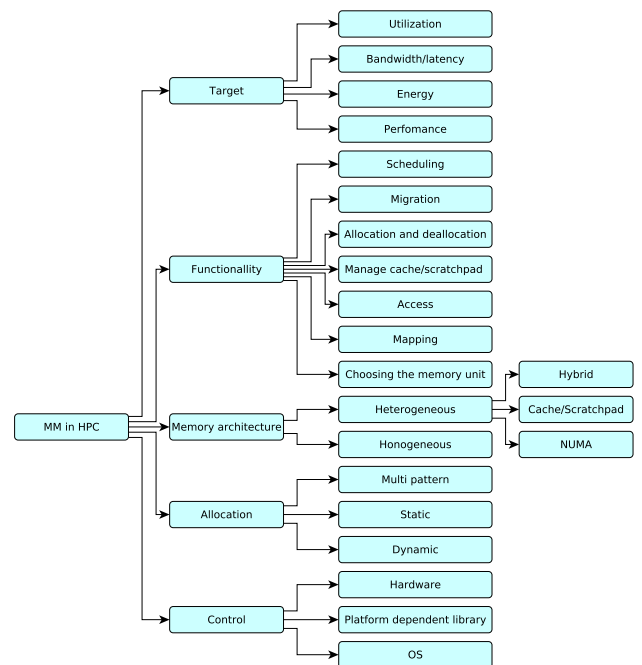 MM in HPC
Target
Utilization
Bandwidth/latency
Energy
Perfomance
Functionallity
Scheduling
Migration
Allocation and deallocation
Manage cache/scratchpad
Access
Mapping
Choosing the memory unit
Memory architecture
Heterogeneous
Hybrid
Cache/Scratchpad
NUMA
Honogeneous
Allocation
Multi pattern
Static
Dynamic
Control
Hardware
Platform dependent library
OS